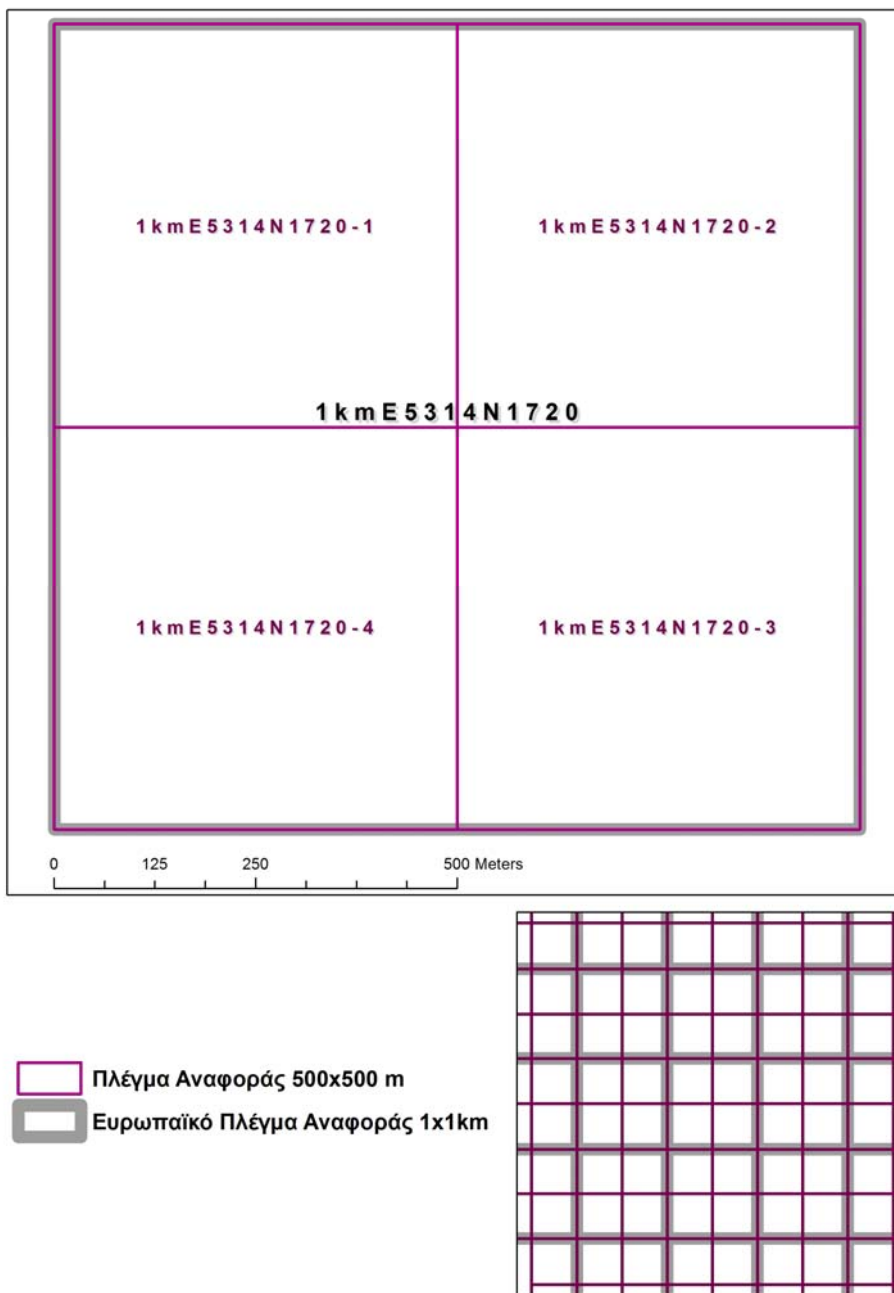 1kmE5314N1720-1
1kmE5314N1720-2
1kmE5314N1720
1kmE5314N1720-4
1kmE5314N1720-3
0 125 250 500 Meters
Πλέγμα Αναφοράς 500x500 m
Ευρωπαϊκό Πλέγμα Αναφοράς 1x1km